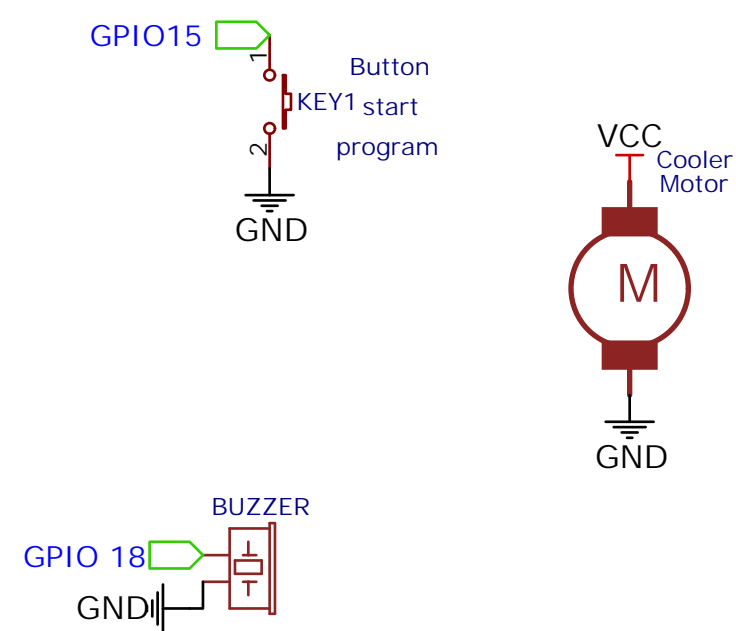 GPIO15
1
Button
KEY1
start
2
program
GND
VCC
Cooler
Motor
M
GND
BUZZER
GPIO 18
GND